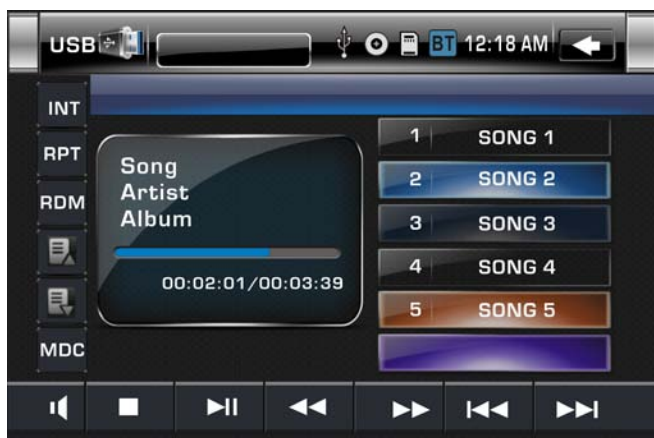 USB
BT 12:18 AM
INT
RPT
RDM
MDC
Song
Artist
Album
00:02:01/00:03:39
1 SONG 1
2 SONG 2
3 SONG 3
4 SONG 4
5 SONG 5